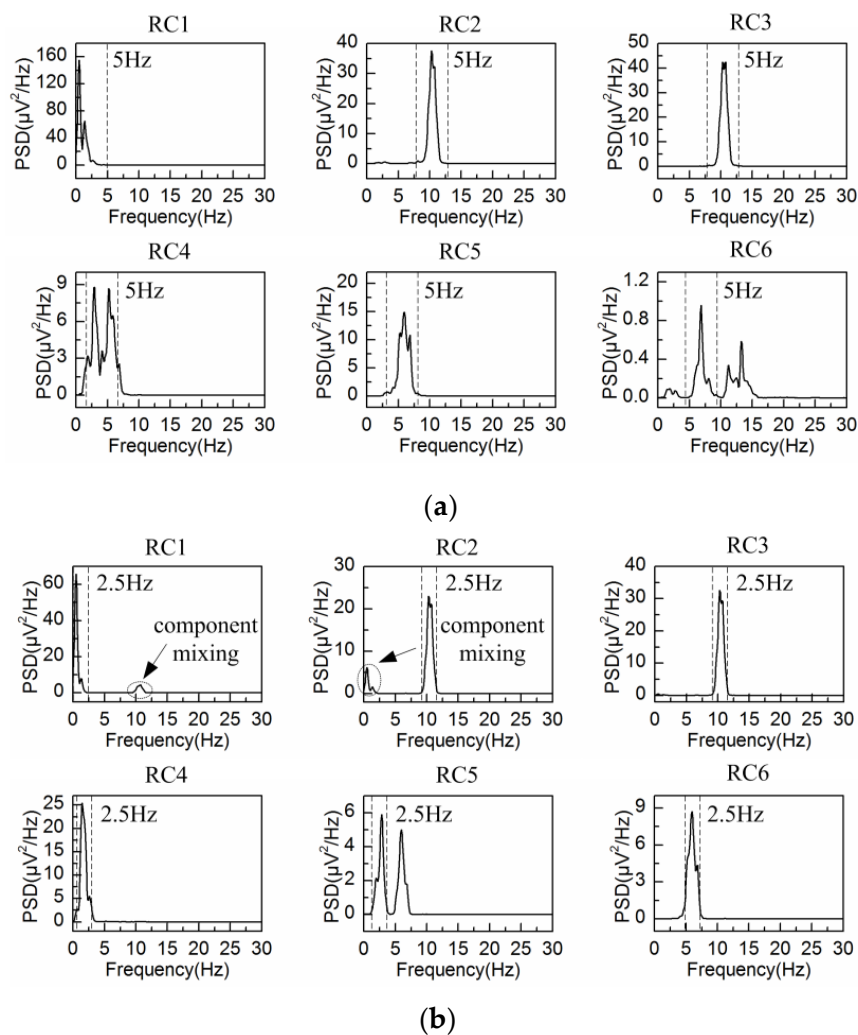 RC1
RC2
RC3
PSD(μV²/Hz)
160
120
80
40
0
5Hz
0 5 10 15 20 25 30
Frequency(Hz)
PSD(μV²/Hz)
40
30
20
10
0
5Hz
0 5 10 15 20 25 30
Frequency(Hz)
PSD(μV²/Hz)
50
40
30
20
10
0
5Hz
0 5 10 15 20 25 30
Frequency(Hz)
RC4
RC5
RC6
PSD(μV²/Hz)
9
6
3
0
5Hz
0 5 10 15 20 25 30
Frequency(Hz)
PSD(μV²/Hz)
20
15
10
5
0
5Hz
0 5 10 15 20 25 30
Frequency(Hz)
PSD(μV²/Hz)
1.2
0.8
0.4
0.0
5Hz
0 5 10 15 20 25 30
Frequency(Hz)
(a)
RC1
RC2
RC3
PSD(μV²/Hz)
60
40
20
0
2.5Hz
component
mixing
0 5 10 15 20 25 30
Frequency(Hz)
PSD(μV²/Hz)
30
20
10
0
2.5Hz
component
mixing
0 5 10 15 20 25 30
Frequency(Hz)
PSD(μV²/Hz)
40
30
20
10
0
2.5Hz
0 5 10 15 20 25 30
Frequency(Hz)
RC4
RC5
RC6
PSD(μV²/Hz)
25
20
15
10
5
0
2.5Hz
0 5 10 15 20 25 30
Frequency(Hz)
PSD(μV²/Hz)
6
4
2
0
2.5Hz
0 5 10 15 20 25 30
Frequency(Hz)
PSD(μV²/Hz)
9
6
3
0
2.5Hz
0 5 10 15 20 25 30
Frequency(Hz)
(b)